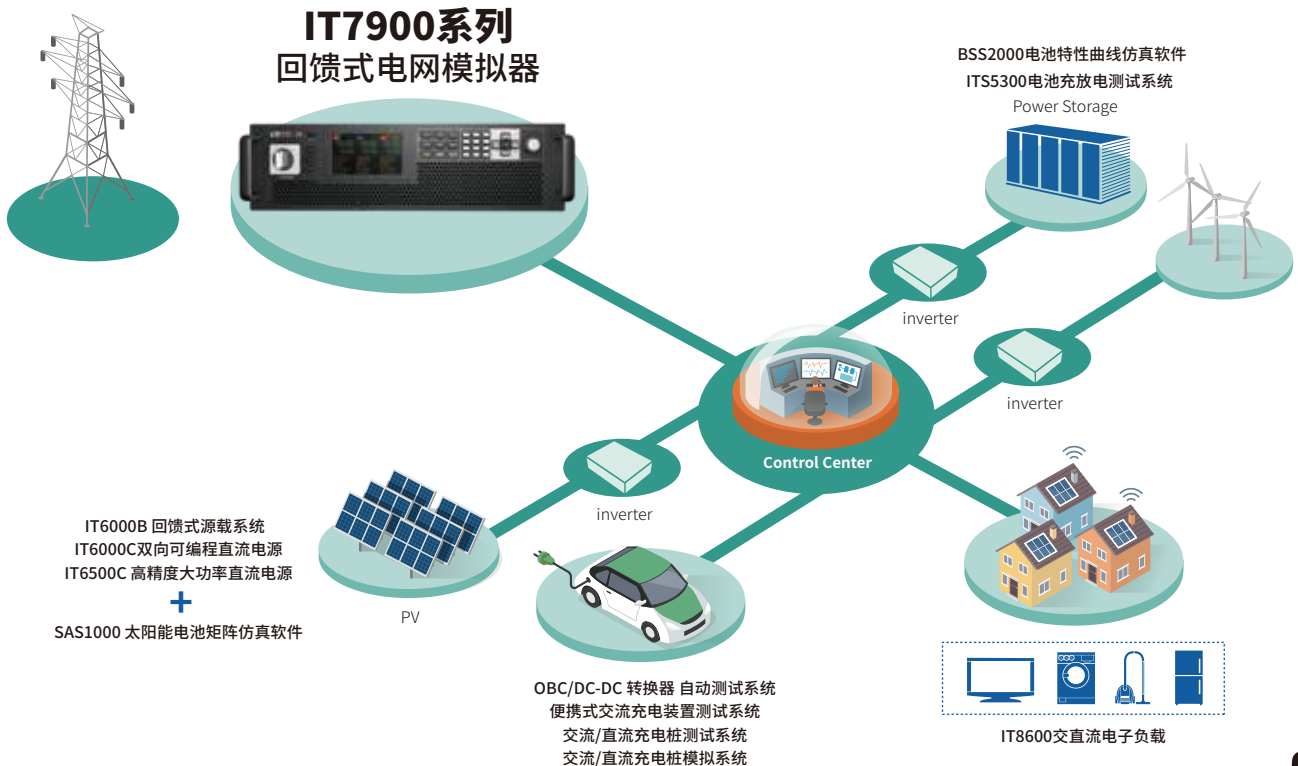 IT7900系列
回馈式电网模拟器
BSS2000电池特性曲线仿真软件
ITS5300电池充放电测试系统
Power Storage
inverter
inverter
Control Center
inverter
IT6000B 回馈式源载系统
IT6000C双向可编程直流电源
IT6500C 高精度大功率直流电源
+
SAS1000 太阳能电池矩阵仿真软件
PV
OBC/DC-DC 转换器 自动测试系统
便携式交流充电装置测试系统
交流/直流充电桩测试系统
交流/直流充电桩模拟系统
IT8600交直流电子负载